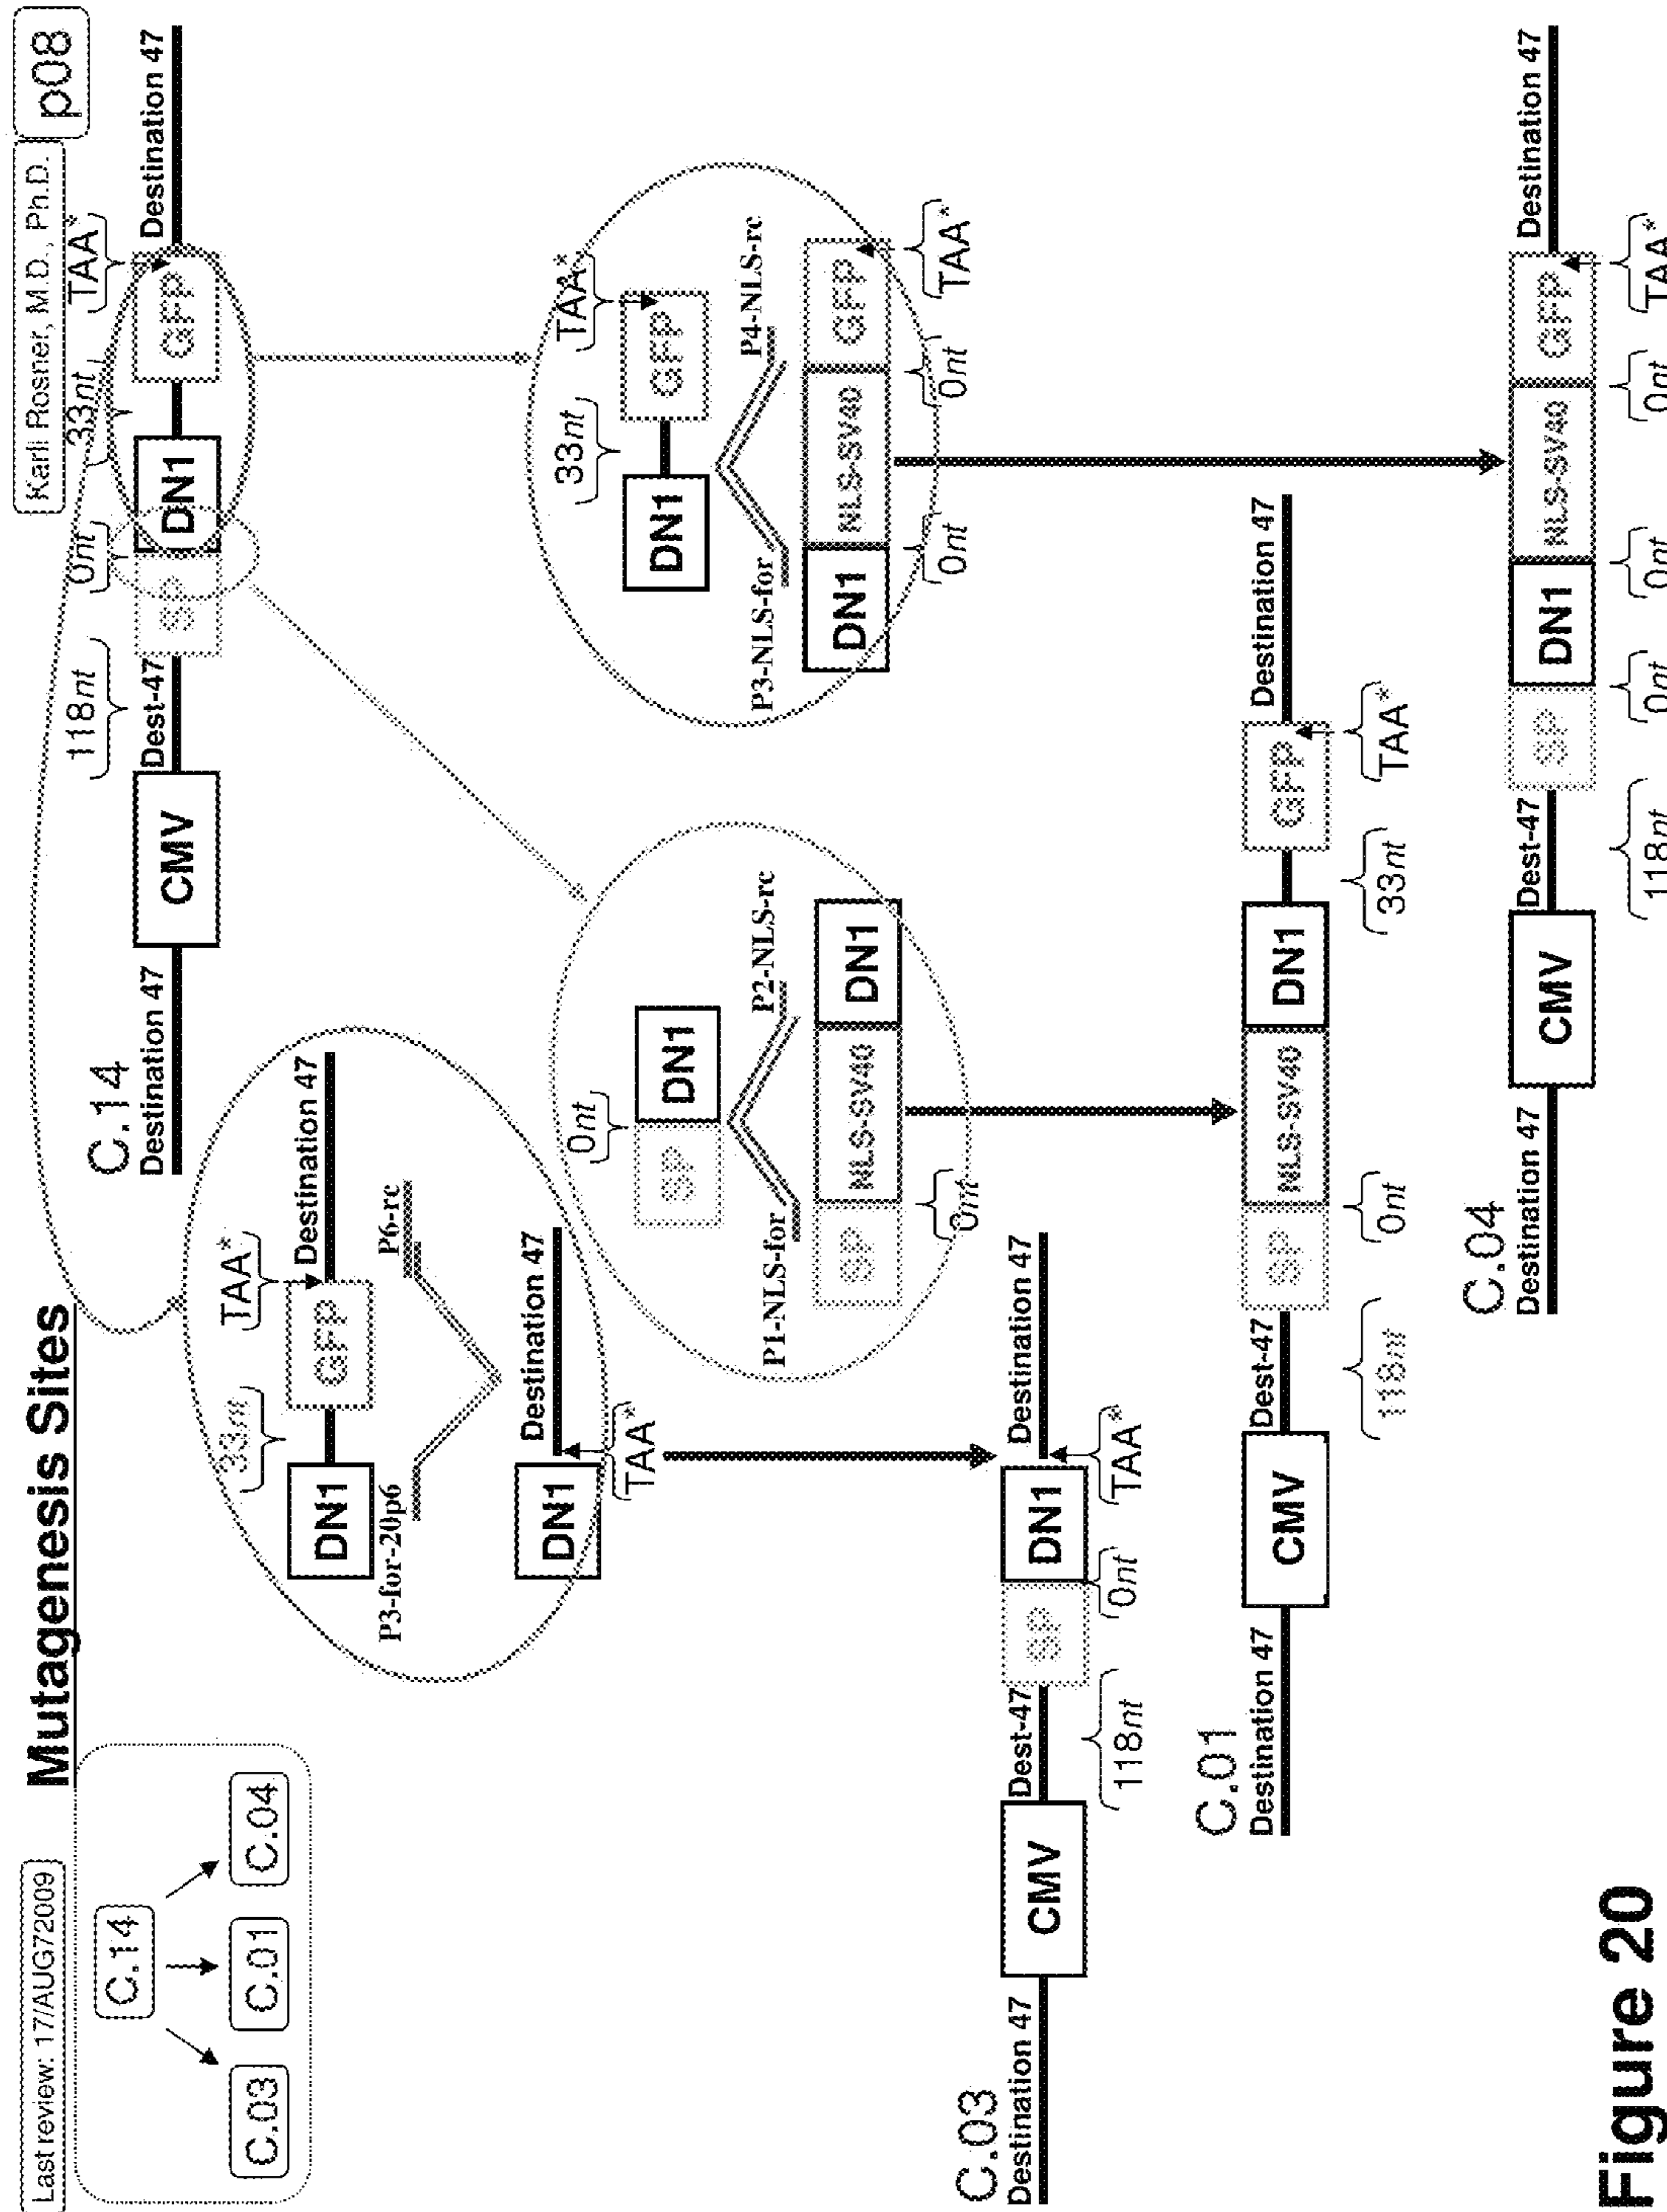 Last review: 17/AUG72009
Mutagenesis Sites
Karli Rosner, M.D., Ph.D.
p08
C.14
C.03
C.01
C.04
C.14
Destination 47
CMV
118nt
Dest-47
SP
0nt
DN1
33nt
GFP
TAA*
Destination 47
33nt
TAA*
DN1
GFP
Destination 47
P3-for-20p6
P6-rc
DN1
Destination 47
TAA*
0nt
SP
DN1
P1-NLS-for
P2-NLS-rc
SP
NLS-SV40
DN1
0nt
33nt
TAA*
DN1
GFP
P3-NLS-for
P4-NLS-rc
DN1
NLS-SV40
GFP
0nt
0nt
TAA*
C.03
Destination 47
CMV
Dest-47
SP
DN1
Destination 47
118nt
0nt
TAA*
C.01
Destination 47
CMV
Dest-47
SP
NLS-SV40
DN1
GFP
Destination 47
118nt
0nt
33nt
TAA*
C.04
Destination 47
CMV
Dest-47
SP
DN1
NLS-SV40
GFP
Destination 47
118nt
0nt
0nt
0nt
TAA*
Figure 20